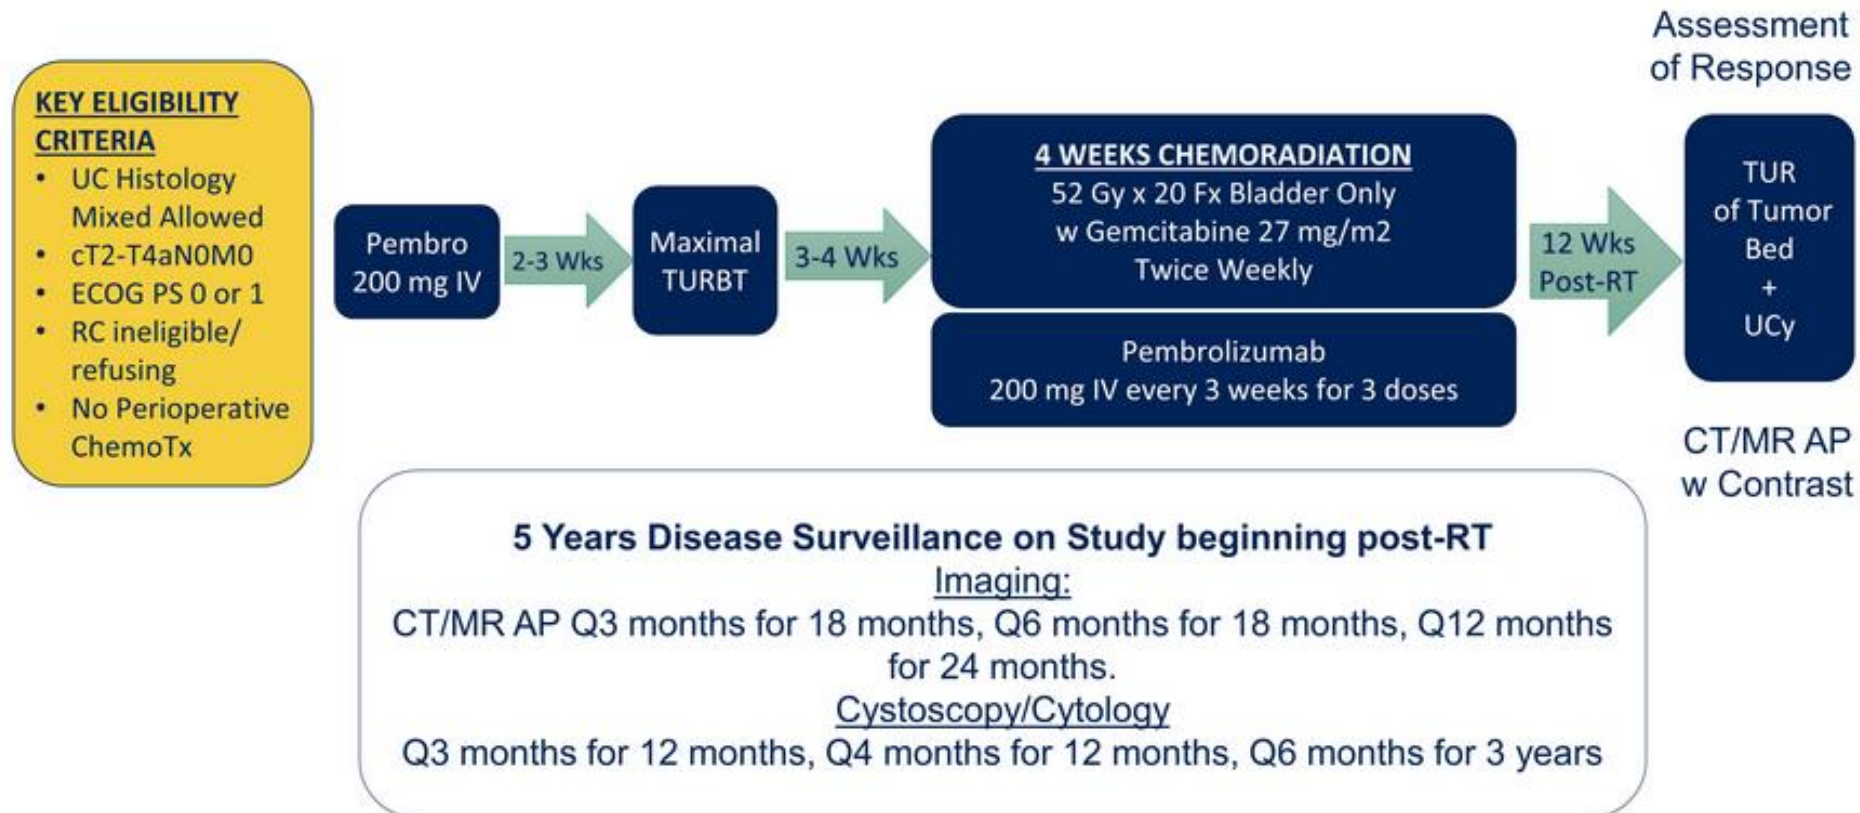 KEY ELIGIBILITY
CRITERIA
• UC Histology
Mixed Allowed
• cT2-T4aN0M0
• ECOG PS 0 or 1
• RC ineligible/
refusing
• No Perioperative
ChemoTx
Pembro
200 mg IV
2-3 Wks
Maximal
TURBT
3-4 Wks
4 WEEKS CHEMORADIATION
52 Gy x 20 Fx Bladder Only
w Gemcitabine 27 mg/m2
Twice Weekly
Pembrolizumab
200 mg IV every 3 weeks for 3 doses
12 Wks
Post-RT
Assessment
of Response
TUR
of Tumor
Bed
+
UCy
CT/MR AP
w Contrast
5 Years Disease Surveillance on Study beginning post-RT
Imaging:
CT/MR AP Q3 months for 18 months, Q6 months for 18 months, Q12 months
for 24 months.
Cystoscopy/Cytology
Q3 months for 12 months, Q4 months for 12 months, Q6 months for 3 years